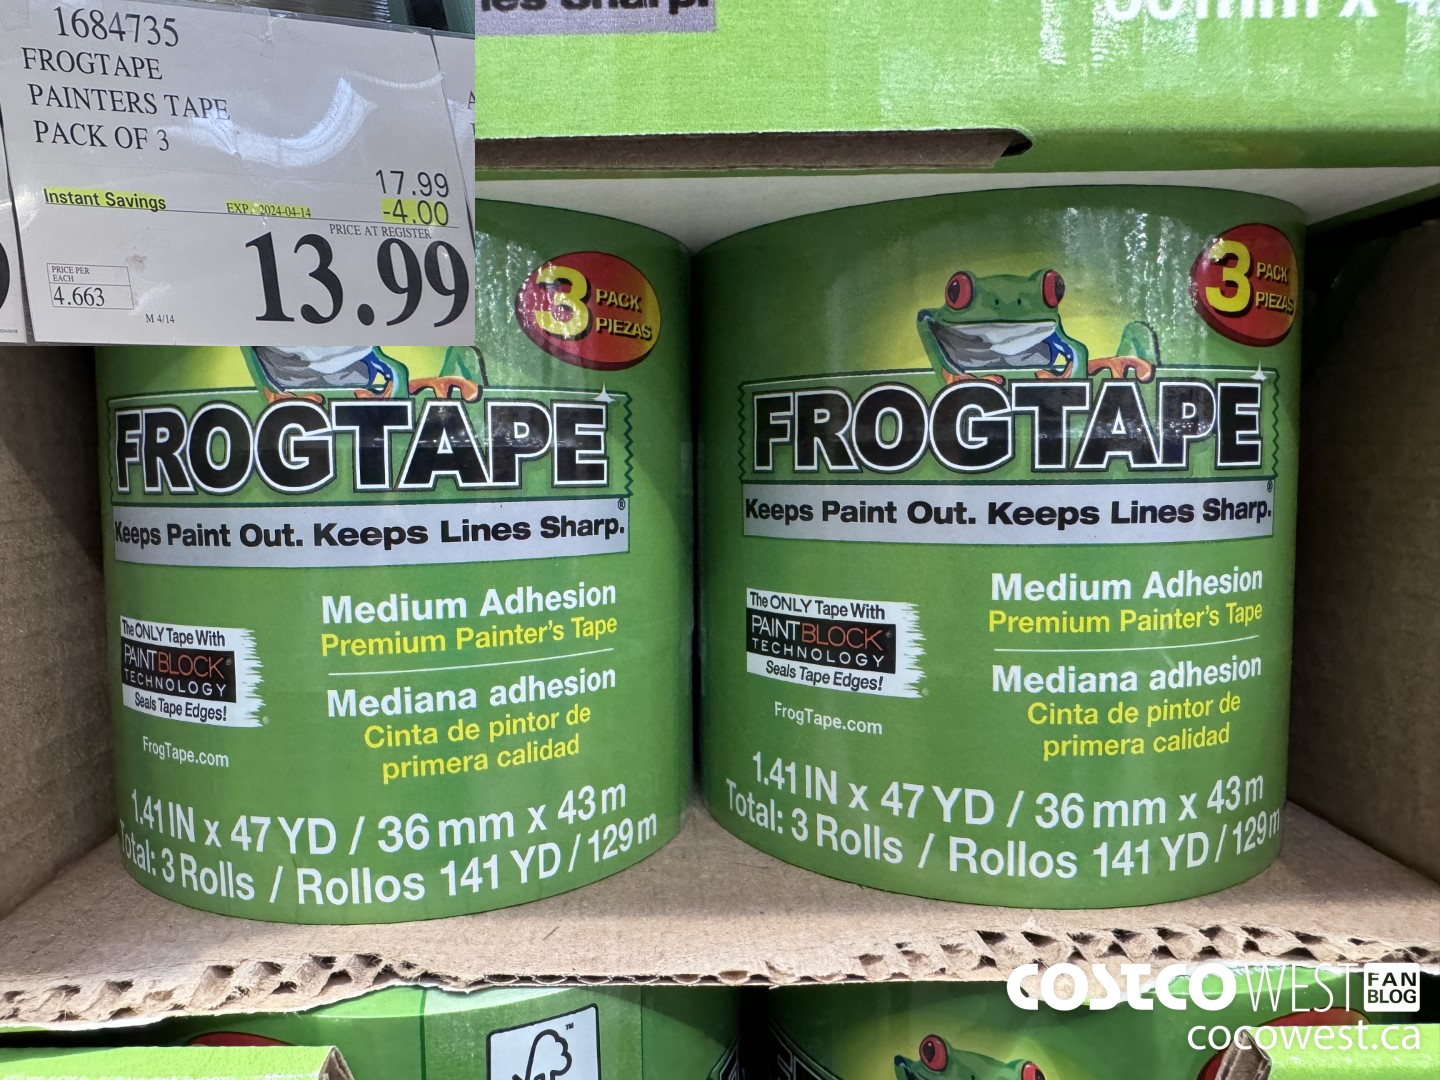 1684735
FROGTAPE
PAINTERS TAPE
PACK OF 3
17.99
Instant Savings
EXP. 2024-04-14
-4.00
PRICE AT REGISTER
13.99
PRICE PER
EACH
4.663
M 4/14
3 PACK
PIEZAS
FROGTAPE
Keeps Paint Out. Keeps Lines Sharp.®
Medium Adhesion
Premium Painter's Tape
The ONLY Tape With
PAINTBLOCK®
TECHNOLOGY
Seals Tape Edges!
Mediana adhesión
Cinta de pintor de
primera calidad
FrogTape.com
1.41 IN x 47 YD / 36 mm x 43 m
Total: 3 Rolls / Rollos 141 YD / 129 m
3 PACK
PIEZAS
FROGTAPE
Keeps Paint Out. Keeps Lines Sharp.®
Medium Adhesion
Premium Painter's Tape
The ONLY Tape With
PAINTBLOCK®
TECHNOLOGY
Seals Tape Edges!
Mediana adhesión
Cinta de pintor de
primera calidad
FrogTape.com
1.41 IN x 47 YD / 36 mm x 43 m
Total: 3 Rolls / Rollos 141 YD / 129 m
COSTCO WEST FAN
BLOG
cocowest.ca